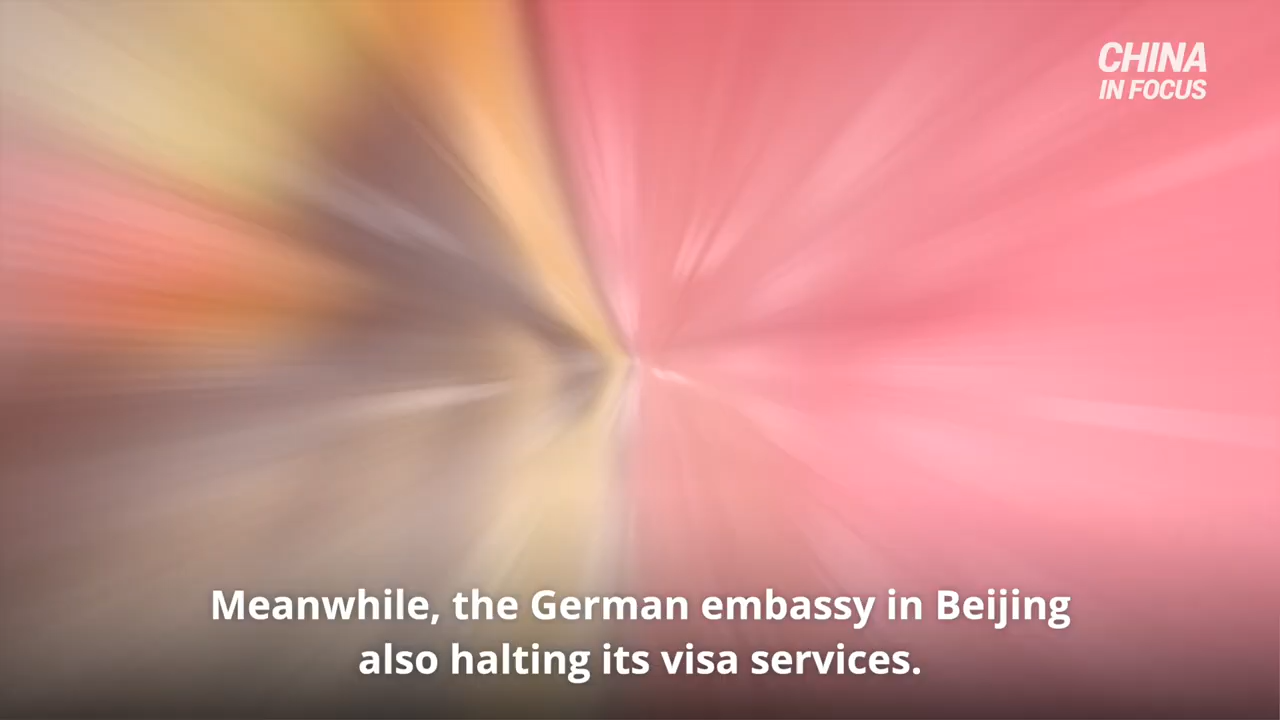 CHINA
IN FOCUS
Meanwhile, the German embassy in Beijing
also halting its visa services.